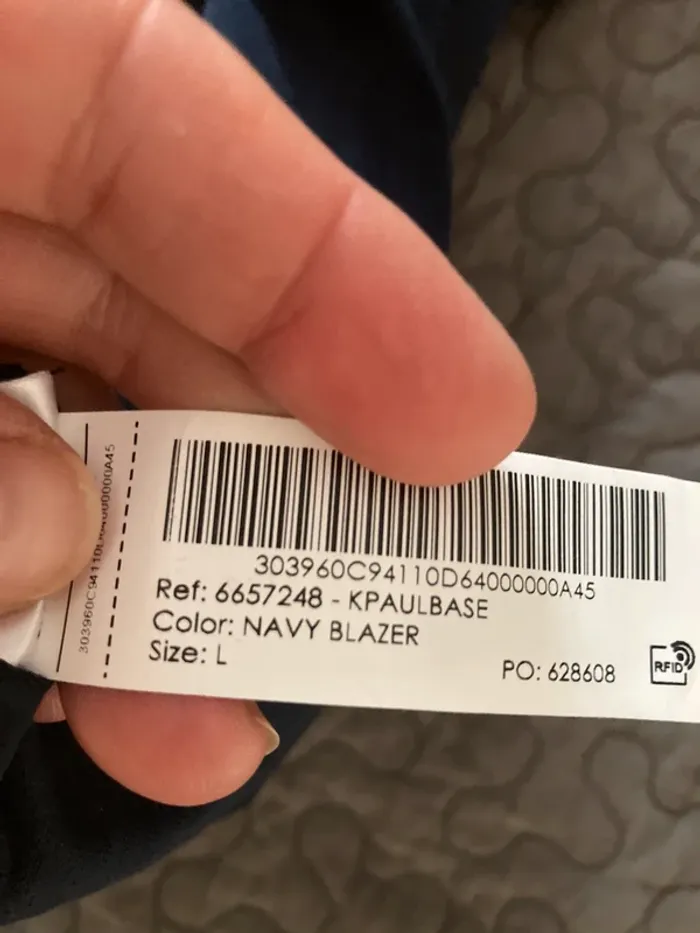 303960C94110D64000000A45
Ref: 6657248 - KPAULBASE
Color: NAVY BLAZER
Size: L
PO: 628608
RFID